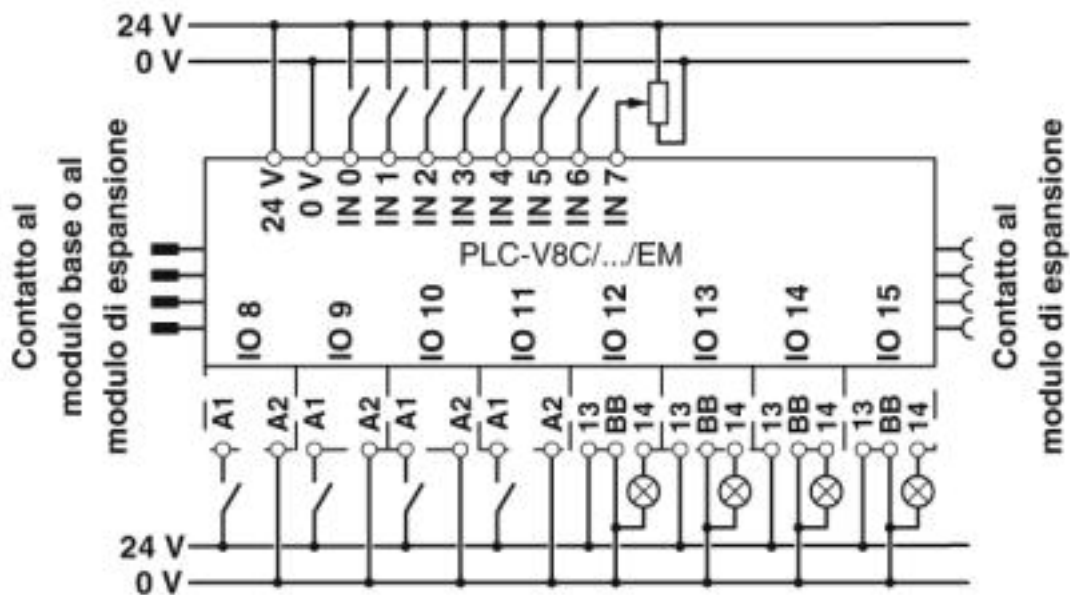 24 V
0 V
Contatto al
modulo base o al
modulo di espansione
24 V
0 V
IN 0
IN 1
IN 2
IN 3
IN 4
IN 5
IN 6
IN 7
PLC-V8C/.../EM
IO 8
IO 9
IO 10
IO 11
IO 12
IO 13
IO 14
IO 15
Contatto al
modulo di espansione
A1
A2
A1
A2
A1
A2
A1
A2
13
BB
14
13
BB
14
13
BB
14
13
BB
14
24 V
0 V